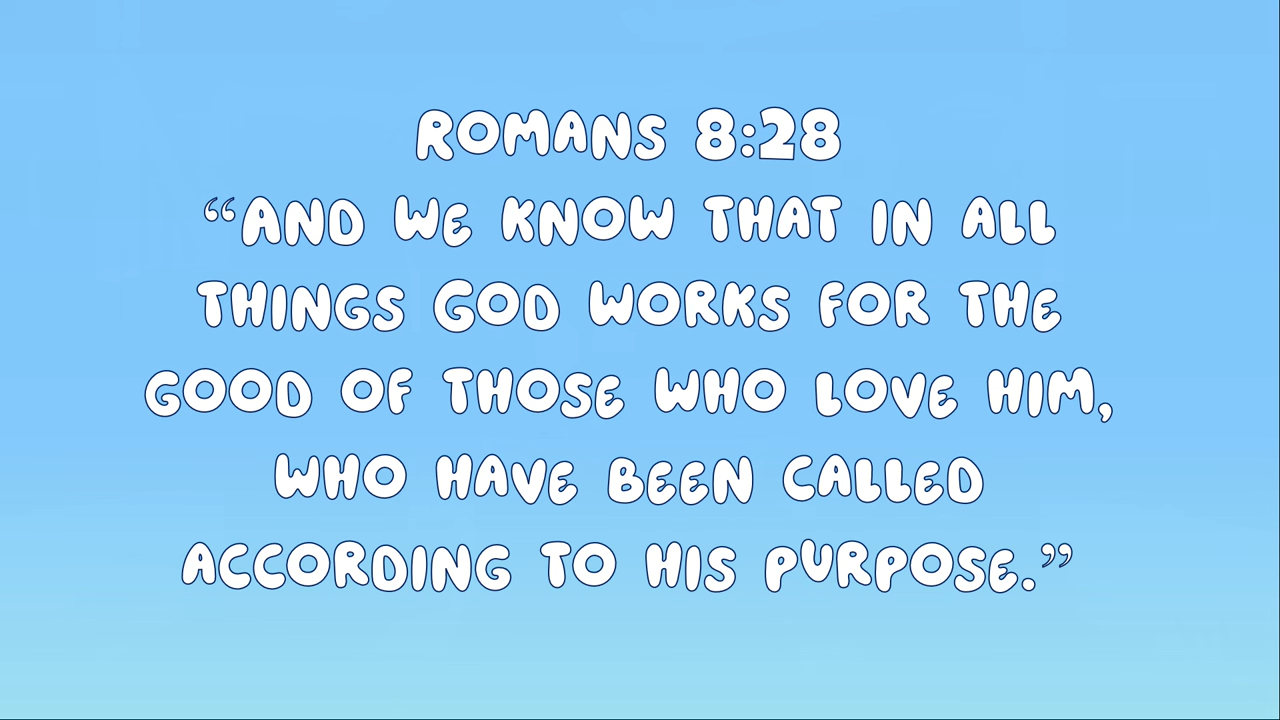 ROMANS 8:28
“AND WE KNOW THAT IN ALL
THINGS GOD WORKS FOR THE
GOOD OF THOSE WHO LOVE HIM,
WHO HAVE BEEN CALLED
ACCORDING TO HIS PURPOSE.”